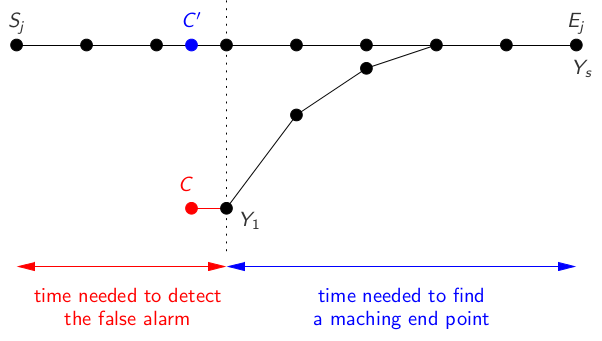 S_j C′ E_j
Y_s
C
Y_1
time needed to detect
the false alarm
time needed to find
a maching end point